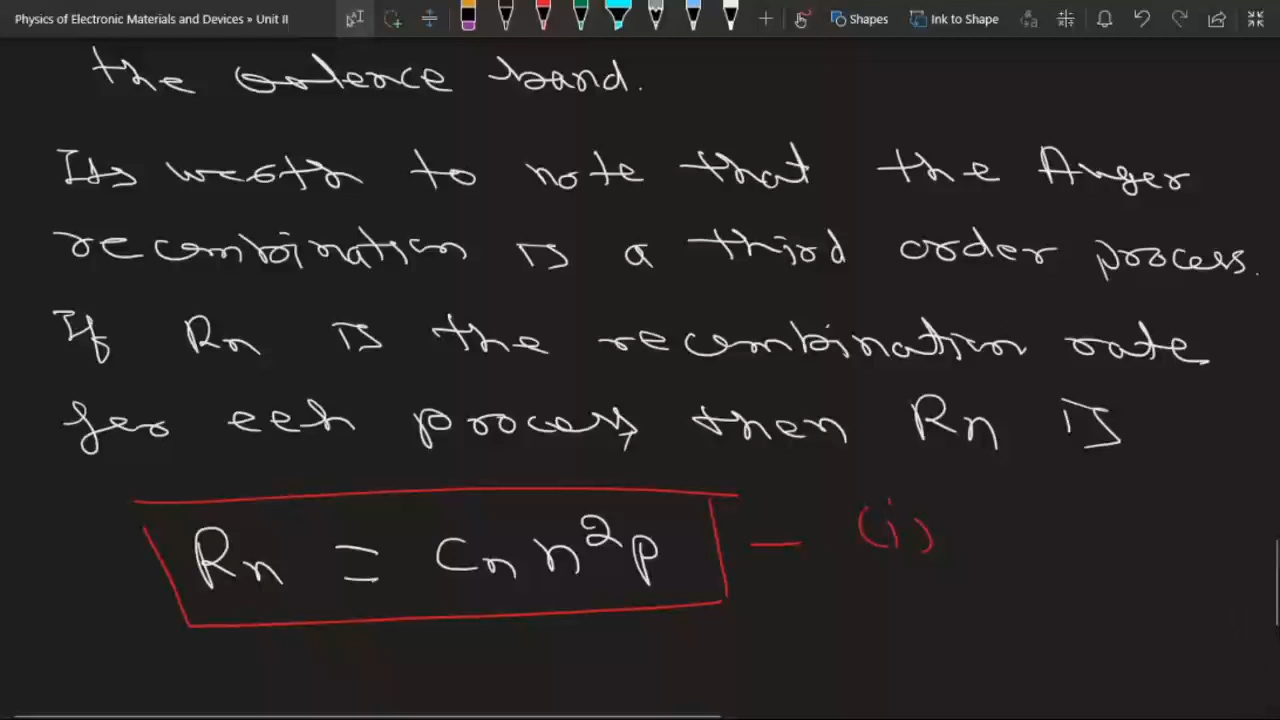 Physics of Electronic Materials and Devices » Unit II
Shapes
Ink to Shape
the valence band.
Its worth to note that the Auger
recombination is a third order process.
If Rn is the recombination rate
for eeh process, then Rn is
Rn = Cn n²p — (i)